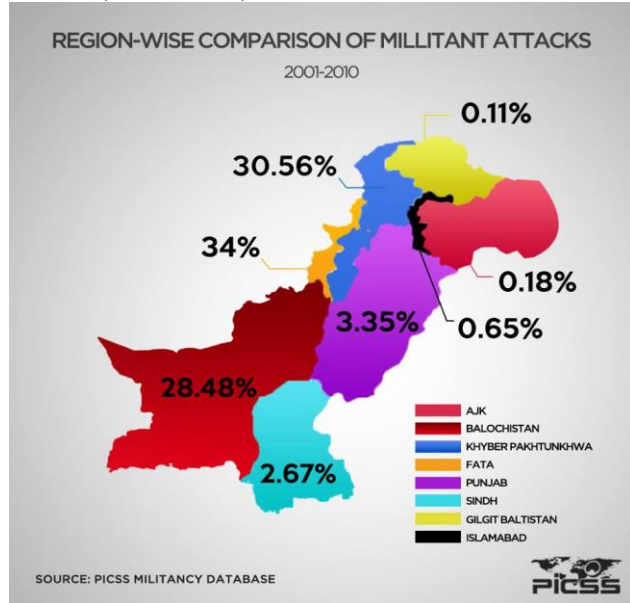 REGION-WISE COMPARISON OF MILLITANT ATTACKS
2001-2010
0.11%
30.56%
34%
0.18%
3.35%
0.65%
28.48%
2.67%
AJK
BALOCHISTAN
KHYBER PAKHTUNKHWA
FATA
PUNJAB
SINDH
GILGIT BALTISTAN
ISLAMABAD
SOURCE: PICSS MILITANCY DATABASE
PICSS